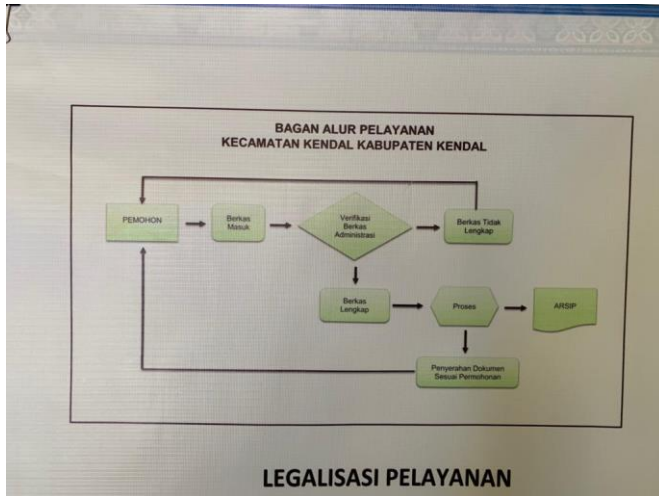 BAGAN ALUR PELAYANAN
KECAMATAN KENDAL KABUPATEN KENDAL
PEMOHON
Berkas
Masuk
Verifikasi
Berkas
Administrasi
Berkas Tidak
Lengkap
Berkas
Lengkap
Proses
ARSIP
Penyerahan Dokumen
Sesuai Permohonan
LEGALISASI PELAYANAN